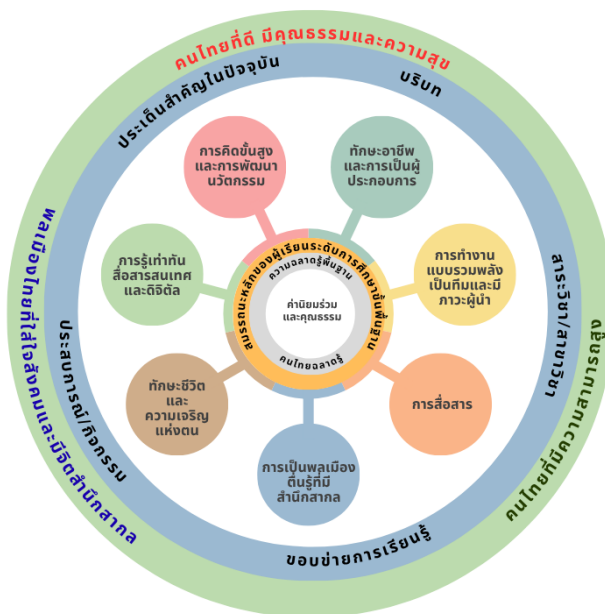 คนไทยที่ดี มีคุณธรรมและความสุข
ประเด็นสำคัญในปัจจุบัน
บริบท
การคิดขั้นสูง
และการพัฒนา
นวัตกรรม
ทักษะอาชีพ
และการเป็นผู้
ประกอบการ
การรู้เท่าทัน
สื่อสารสนเทศ
และดิจิตัล
สมรรถนะหลักของผู้เรียนระดับการศึกษาขั้นพื้นฐาน
ความฉลาดรู้พื้นฐาน
ค่านิยมร่วม
และคุณธรรม
คนไทยฉลาดรู้
การทำงาน
แบบรวมพลัง
เป็นทีมและมี
ภาวะผู้นำ
ทักษะชีวิต
และ
ความเจริญ
แห่งตน
การสื่อสาร
การเป็นพลเมือง
ตื่นรู้ที่มี
สำนึกสากล
สาระวิชา/สายวิชา
ประสบการณ์/กิจกรรม
ขอบข่ายการเรียนรู้
พลเมืองไทยที่ใส่ใจสังคมและมีจิตสำนึกสากล
คนไทยที่มีความสามารถสูง